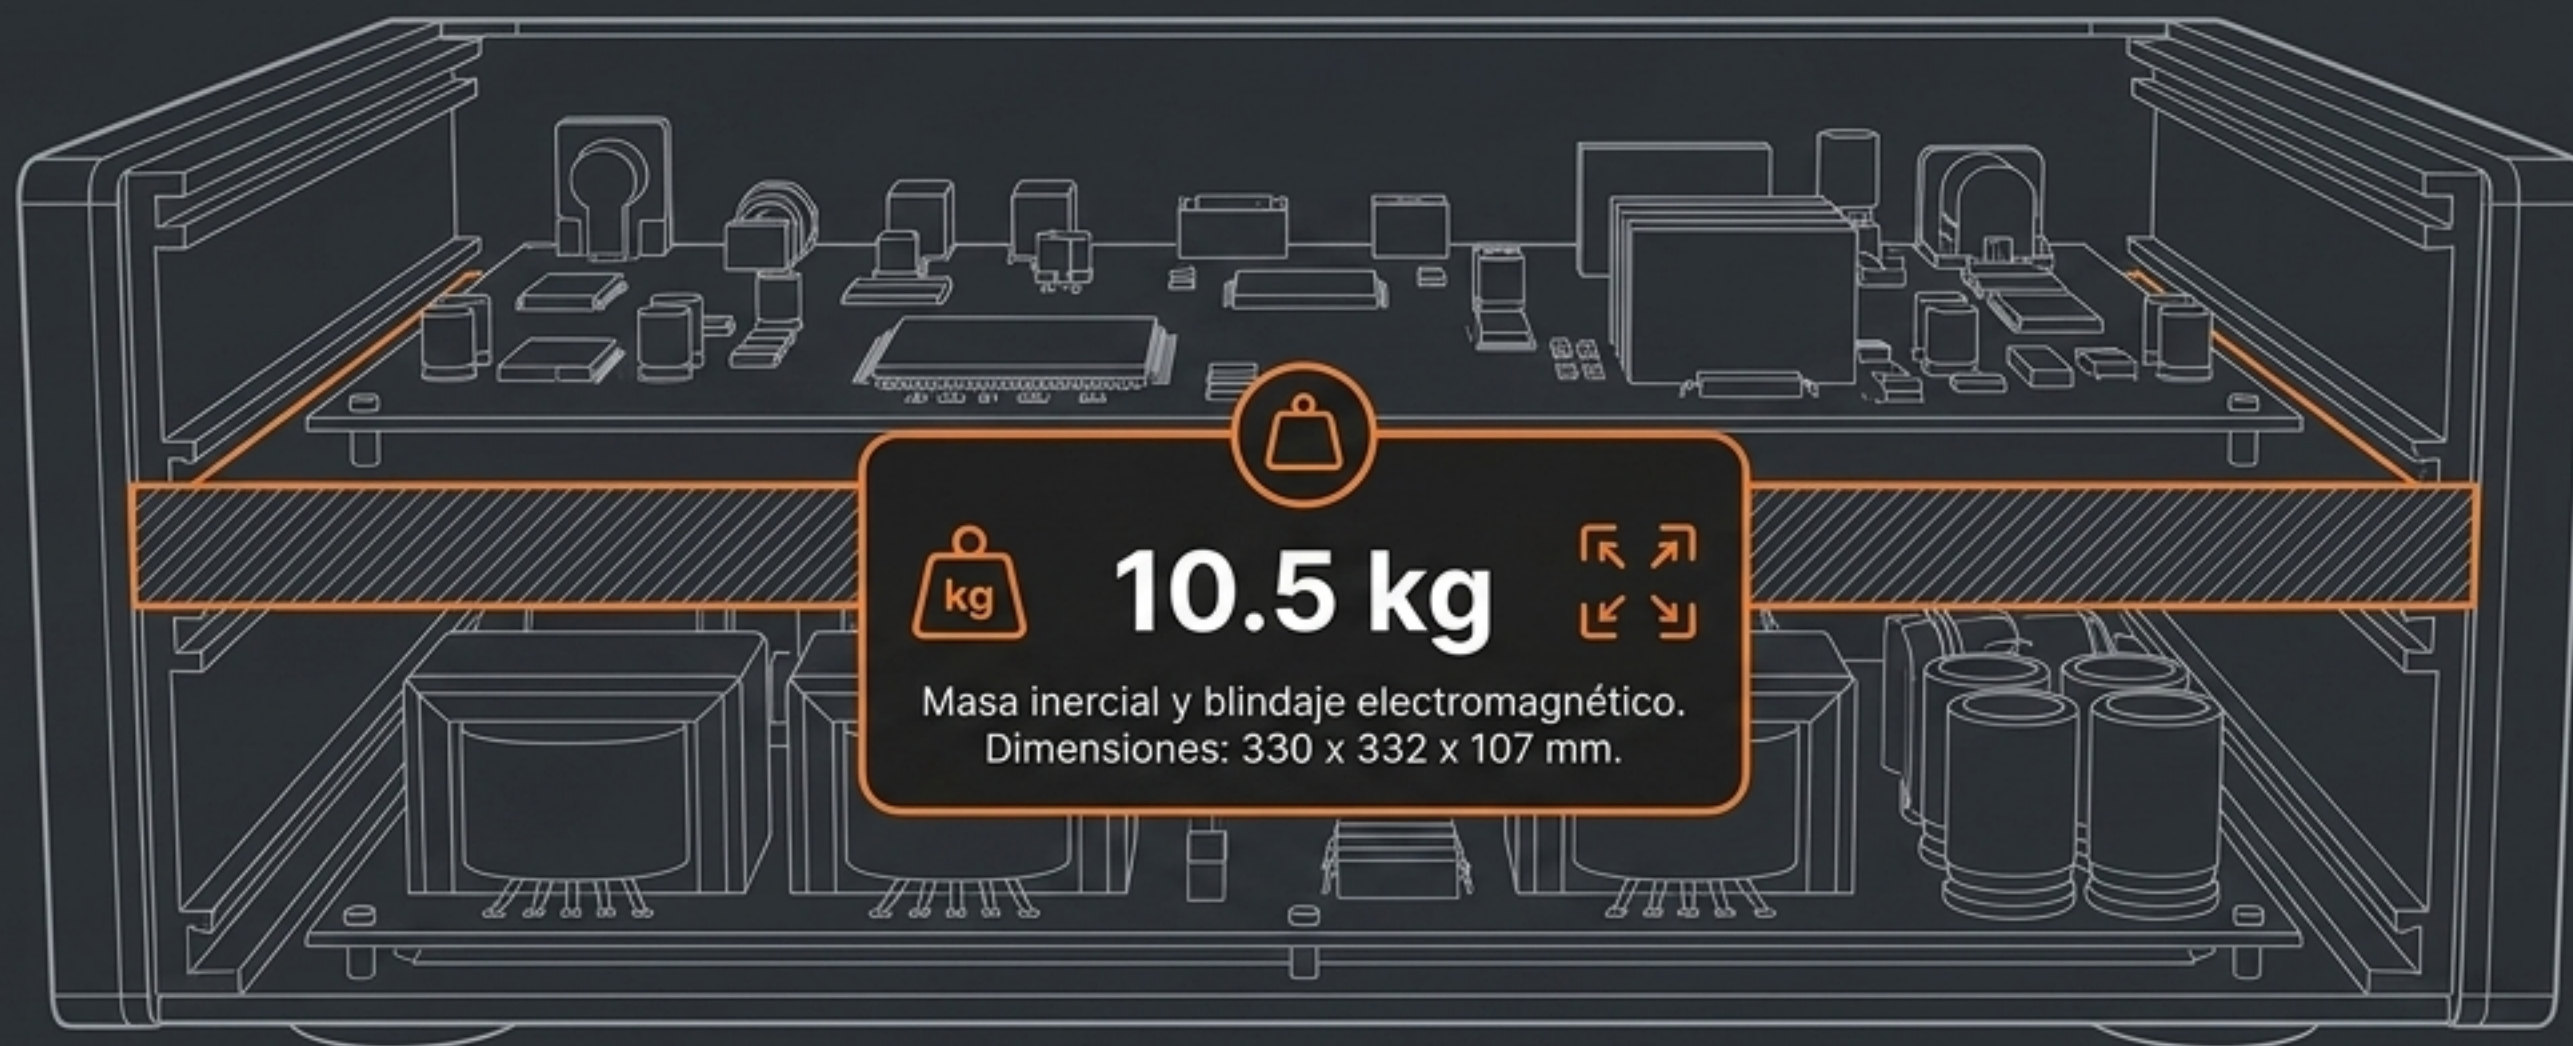 kg
10.5 kg
Masa inercial y blindaje electromagnético.
Dimensiones: 330 x 332 x 107 mm.